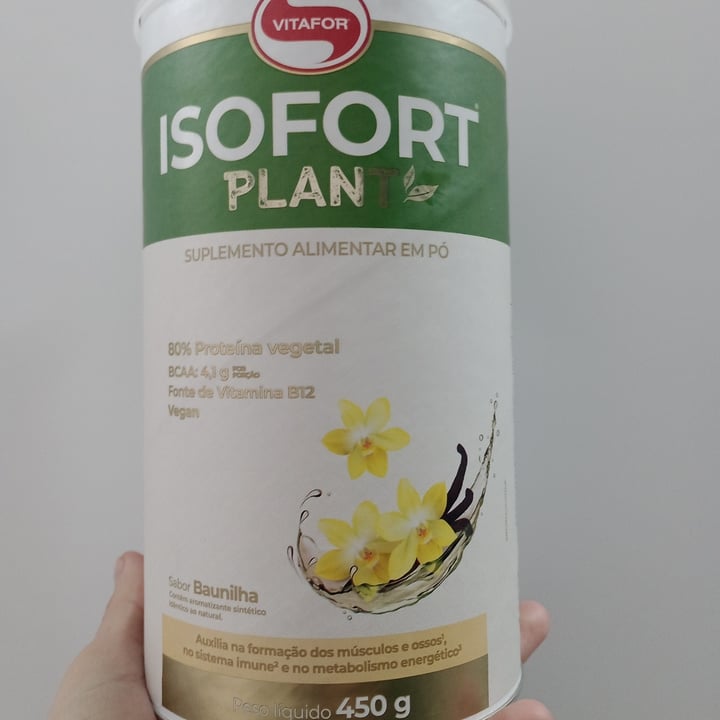 VITAFOR
ISOFORT
PLANT
SUPLEMENTO ALIMENTAR EM PÓ
80% Proteína vegetal
BCAA: 4,1 g POR PORÇÃO
Fonte de Vitamina B12
Vegan
Sabor Baunilha
Contém aromatizante sintético
idêntico ao natural.
Auxilia na formação dos músculos e ossos¹,
no sistema imune² e no metabolismo energético³
Peso líquido 450 g